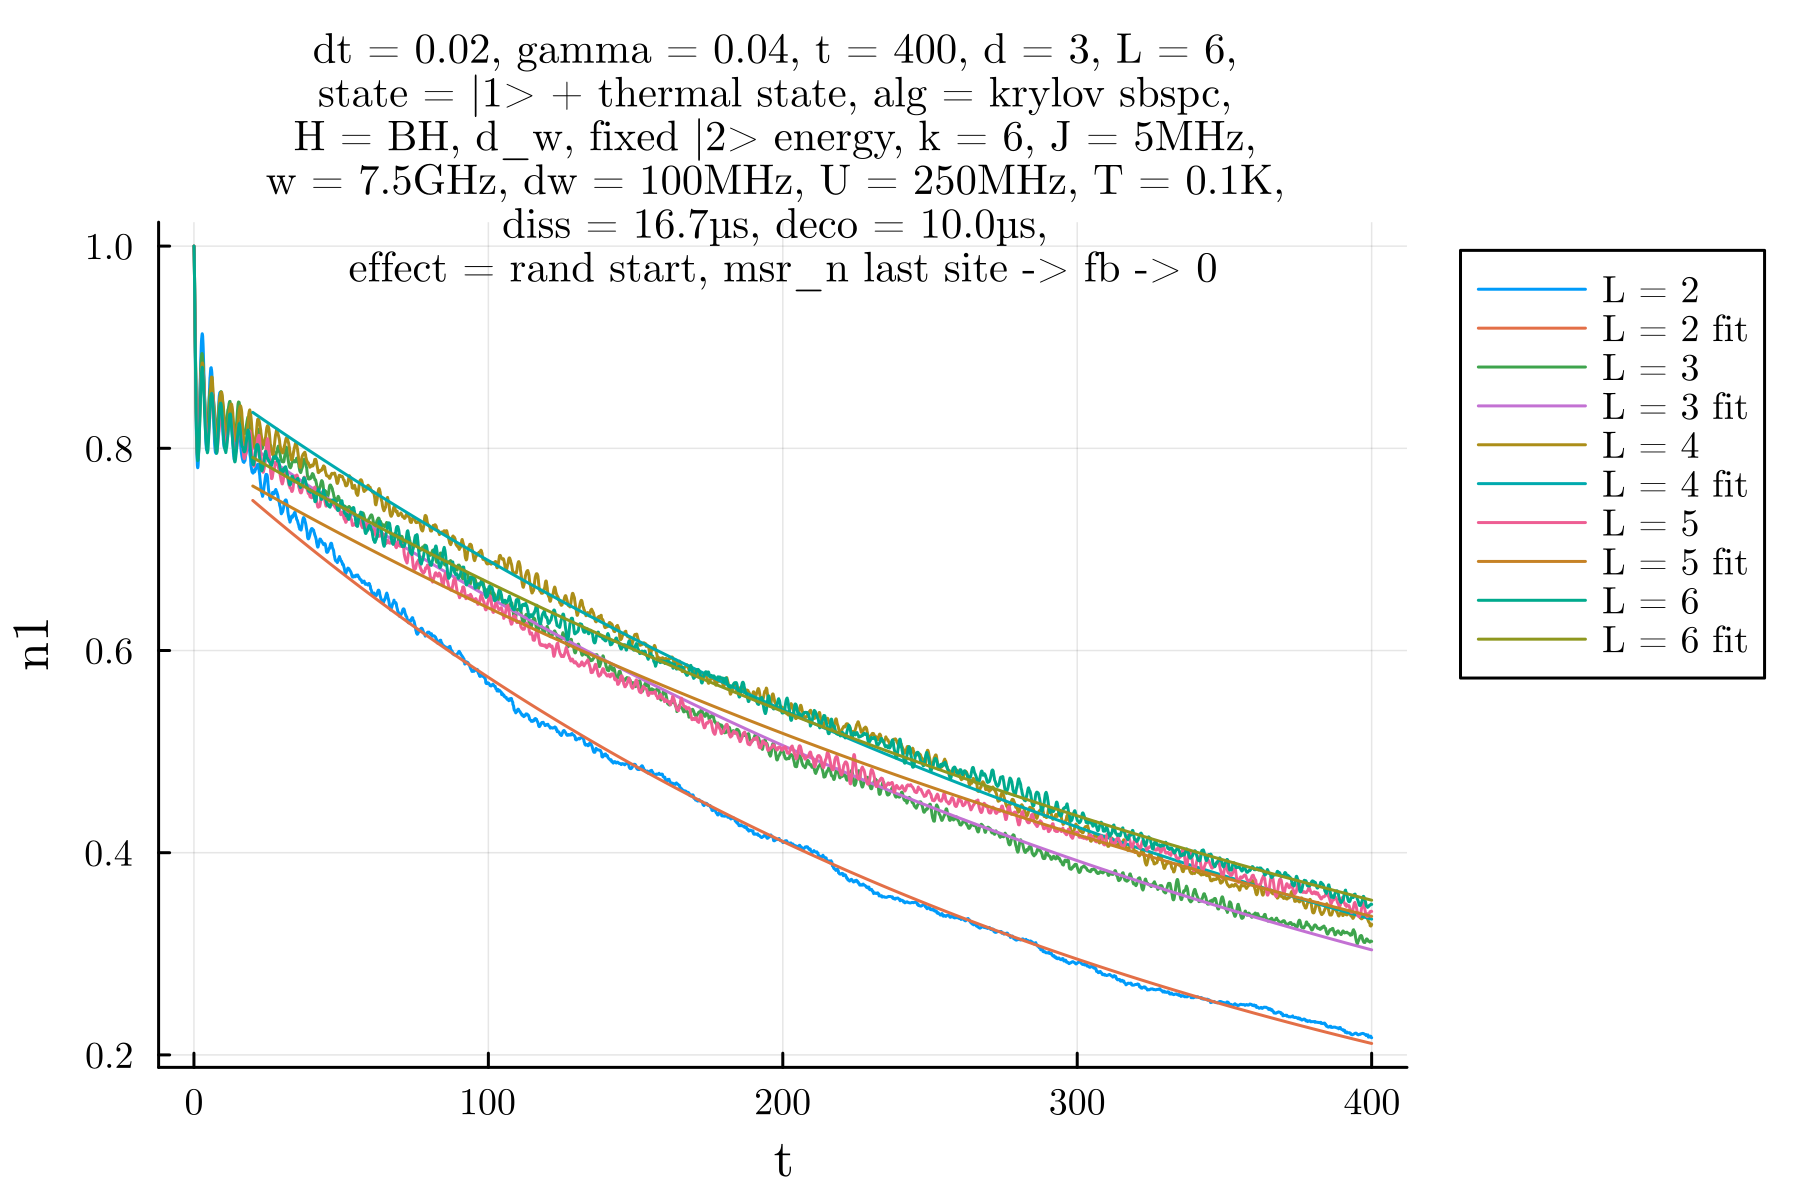 dt = 0.02, gamma = 0.04, t = 400, d = 3, L = 6,
state = |1> + thermal state, alg = krylov sbspc,
H = BH, d_w, fixed |2> energy, k = 6, J = 5MHz,
w = 7.5GHz, dw = 100MHz, U = 250MHz, T = 0.1K,
diss = 16.7µs, deco = 10.0µs,
effect = rand start, msr_n last site -> fb -> 0
1.0
0.8
0.6
0.4
0.2
n1
0
100
200
300
400
t
L = 2
L = 2 fit
L = 3
L = 3 fit
L = 4
L = 4 fit
L = 5
L = 5 fit
L = 6
L = 6 fit